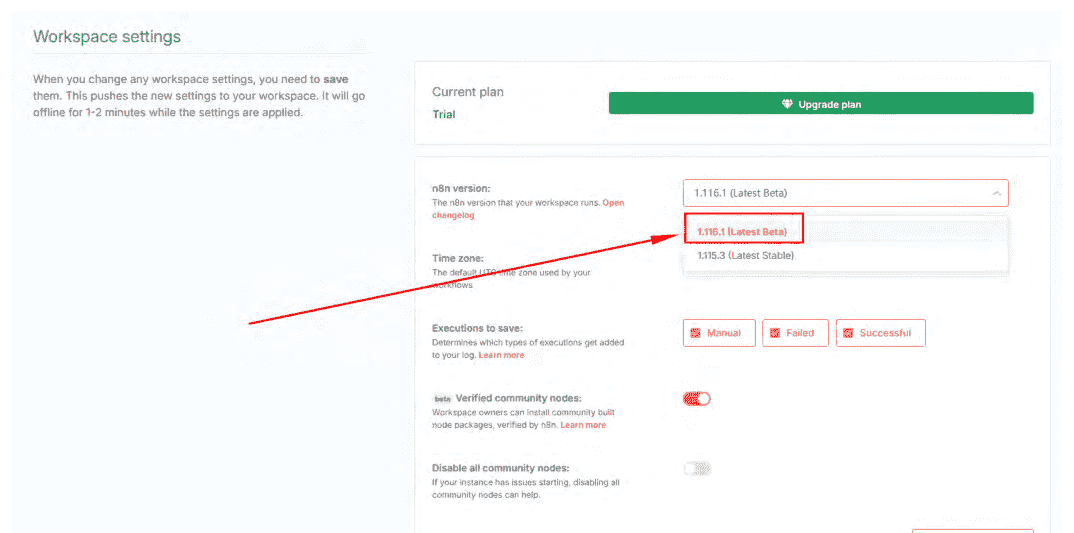 Workspace settings
When you change any workspace settings, you need to save
them. This pushes the new settings to your workspace. It will go
offline for 1-2 minutes while the settings are applied.
Current plan
Trial
Upgrade plan
n8n version:
The n8n version that your workspace runs. Open
changelog
1.116.1 (Latest Beta)
1.116.1 (Latest Beta)
1.115.3 (Latest Stable)
Time zone:
The default UTC time zone used by your
workflows
Executions to save:
Determines which types of executions get added
to your log. Learn more
Manual
Failed
Successful
beta Verified community nodes:
Workspace owners can install community built
node packages, verified by n8n. Learn more
Disable all community nodes:
If your instance has issues starting, disabling all
community nodes can help.